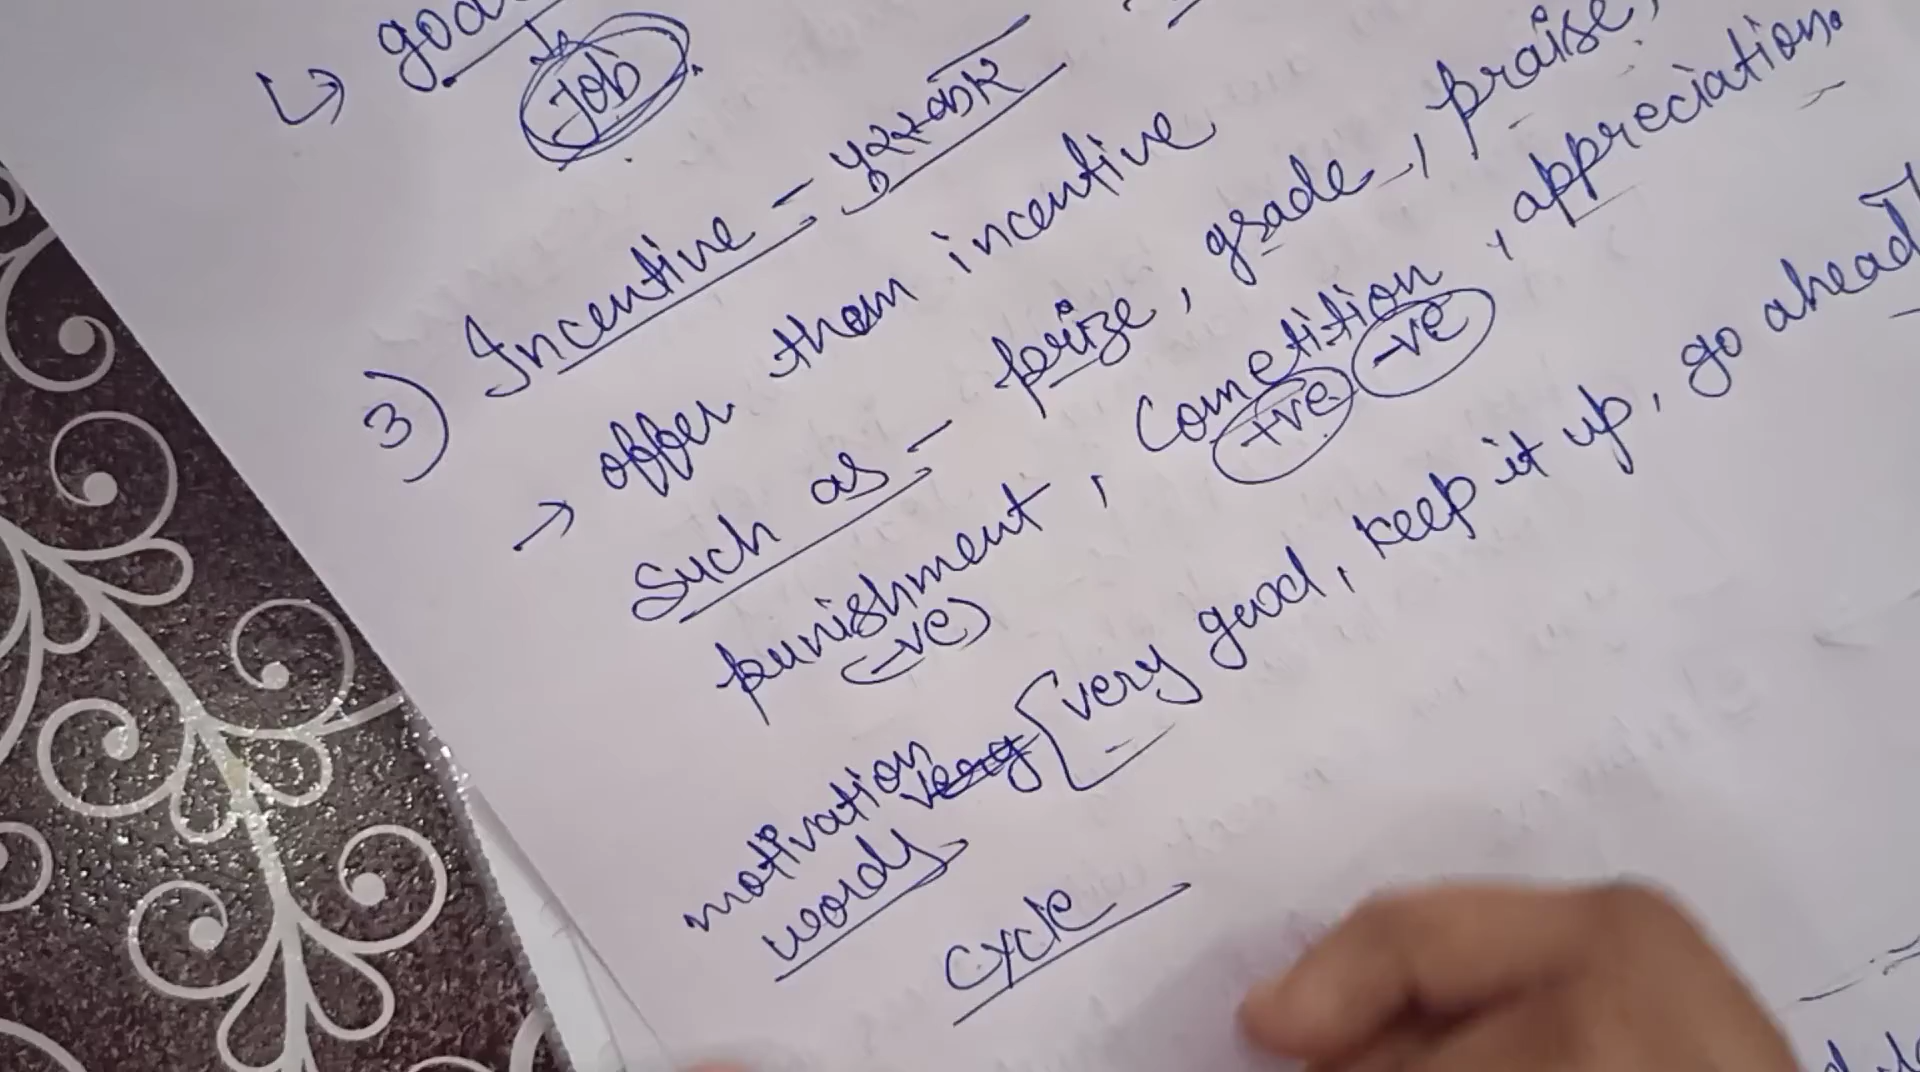 ↳ goa
↓
Job
3) Incentive = पुरस्कार
→ offer them incentive
Such as - prize, grade, praise,
punishment, Cometition, appreciation.
(-ve) +ve -ve
motivation very [very good, keep it up, go ahead
words
cycle